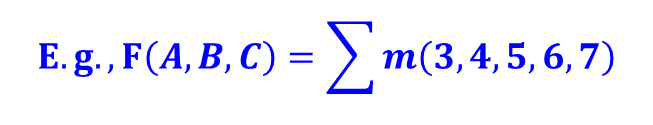 E.g., F(A, B, C) = ∑ m(3, 4, 5, 6, 7)